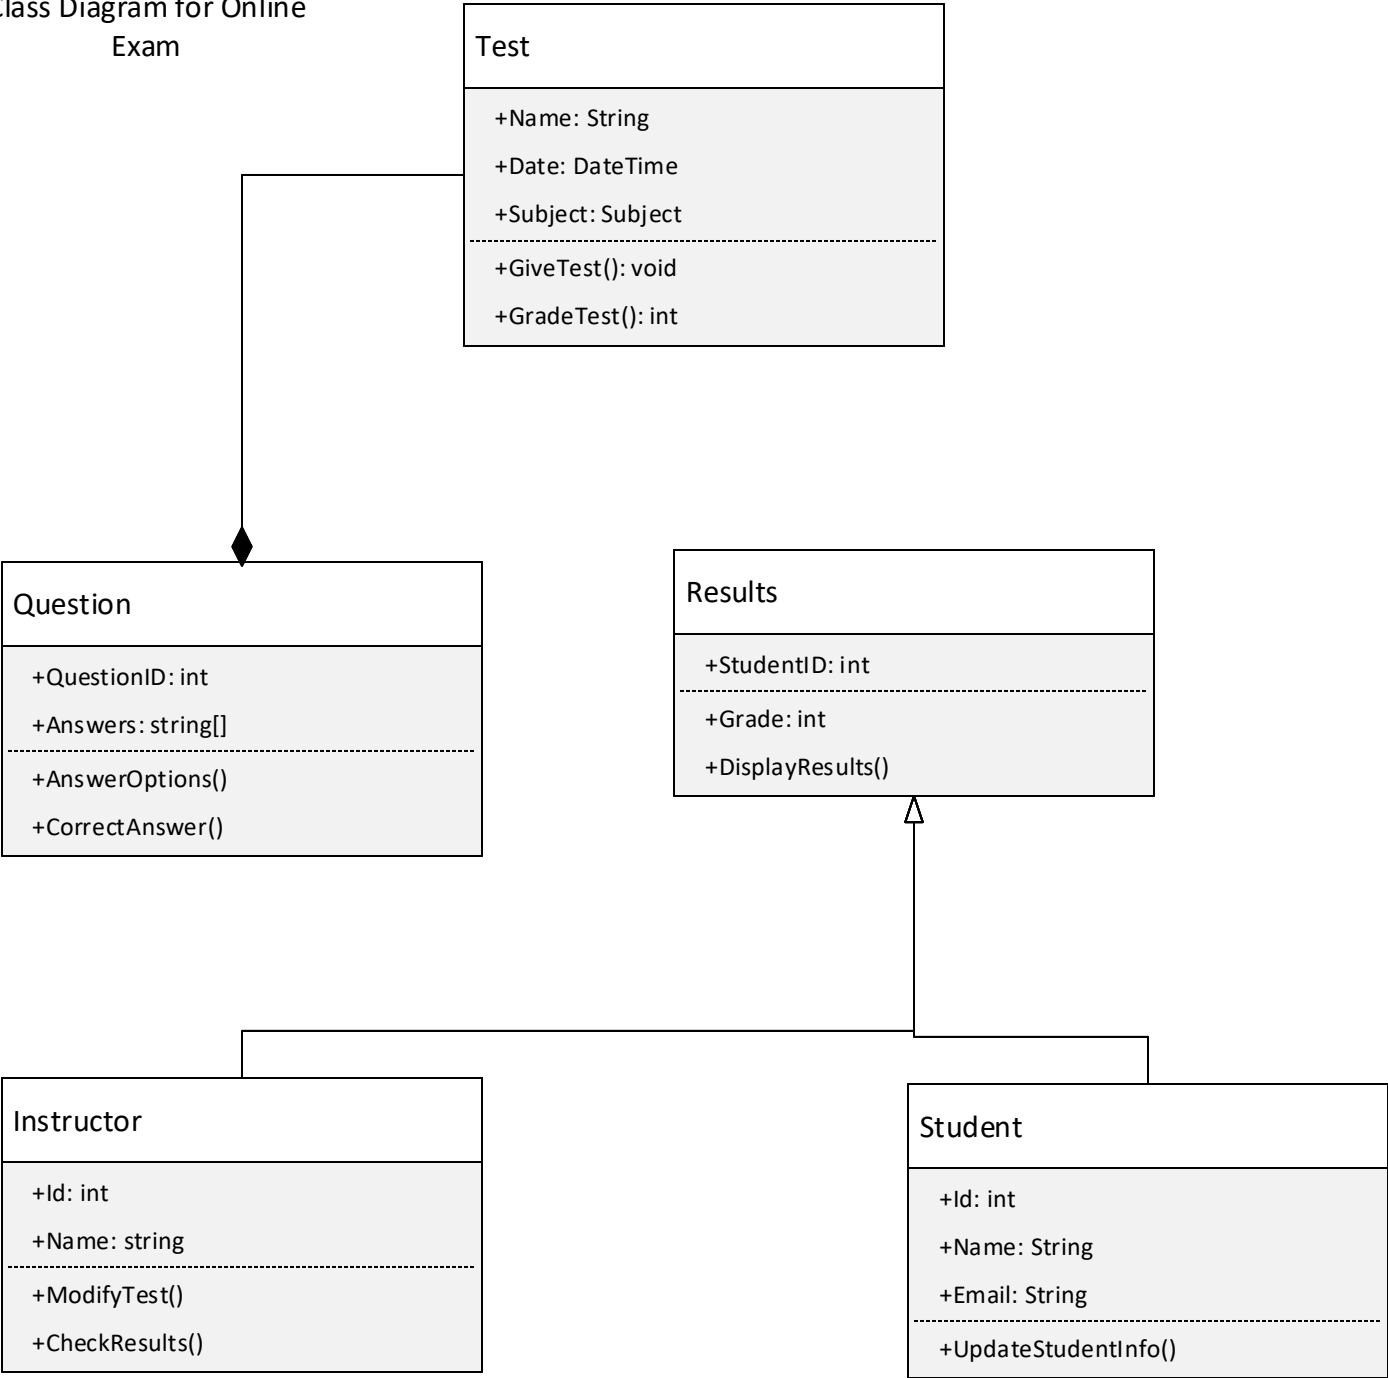 Class Diagram for Online
Exam
Test
+Name: String
+Date: DateTime
+Subject: Subject
+GiveTest(): void
+GradeTest(): int
Question
+QuestionID: int
+Answers: string[]
+AnswerOptions()
+CorrectAnswer()
Results
+StudentID: int
+Grade: int
+DisplayResults()
Instructor
+Id: int
+Name: string
+ModifyTest()
+CheckResults()
Student
+Id: int
+Name: String
+Email: String
+UpdateStudentInfo()